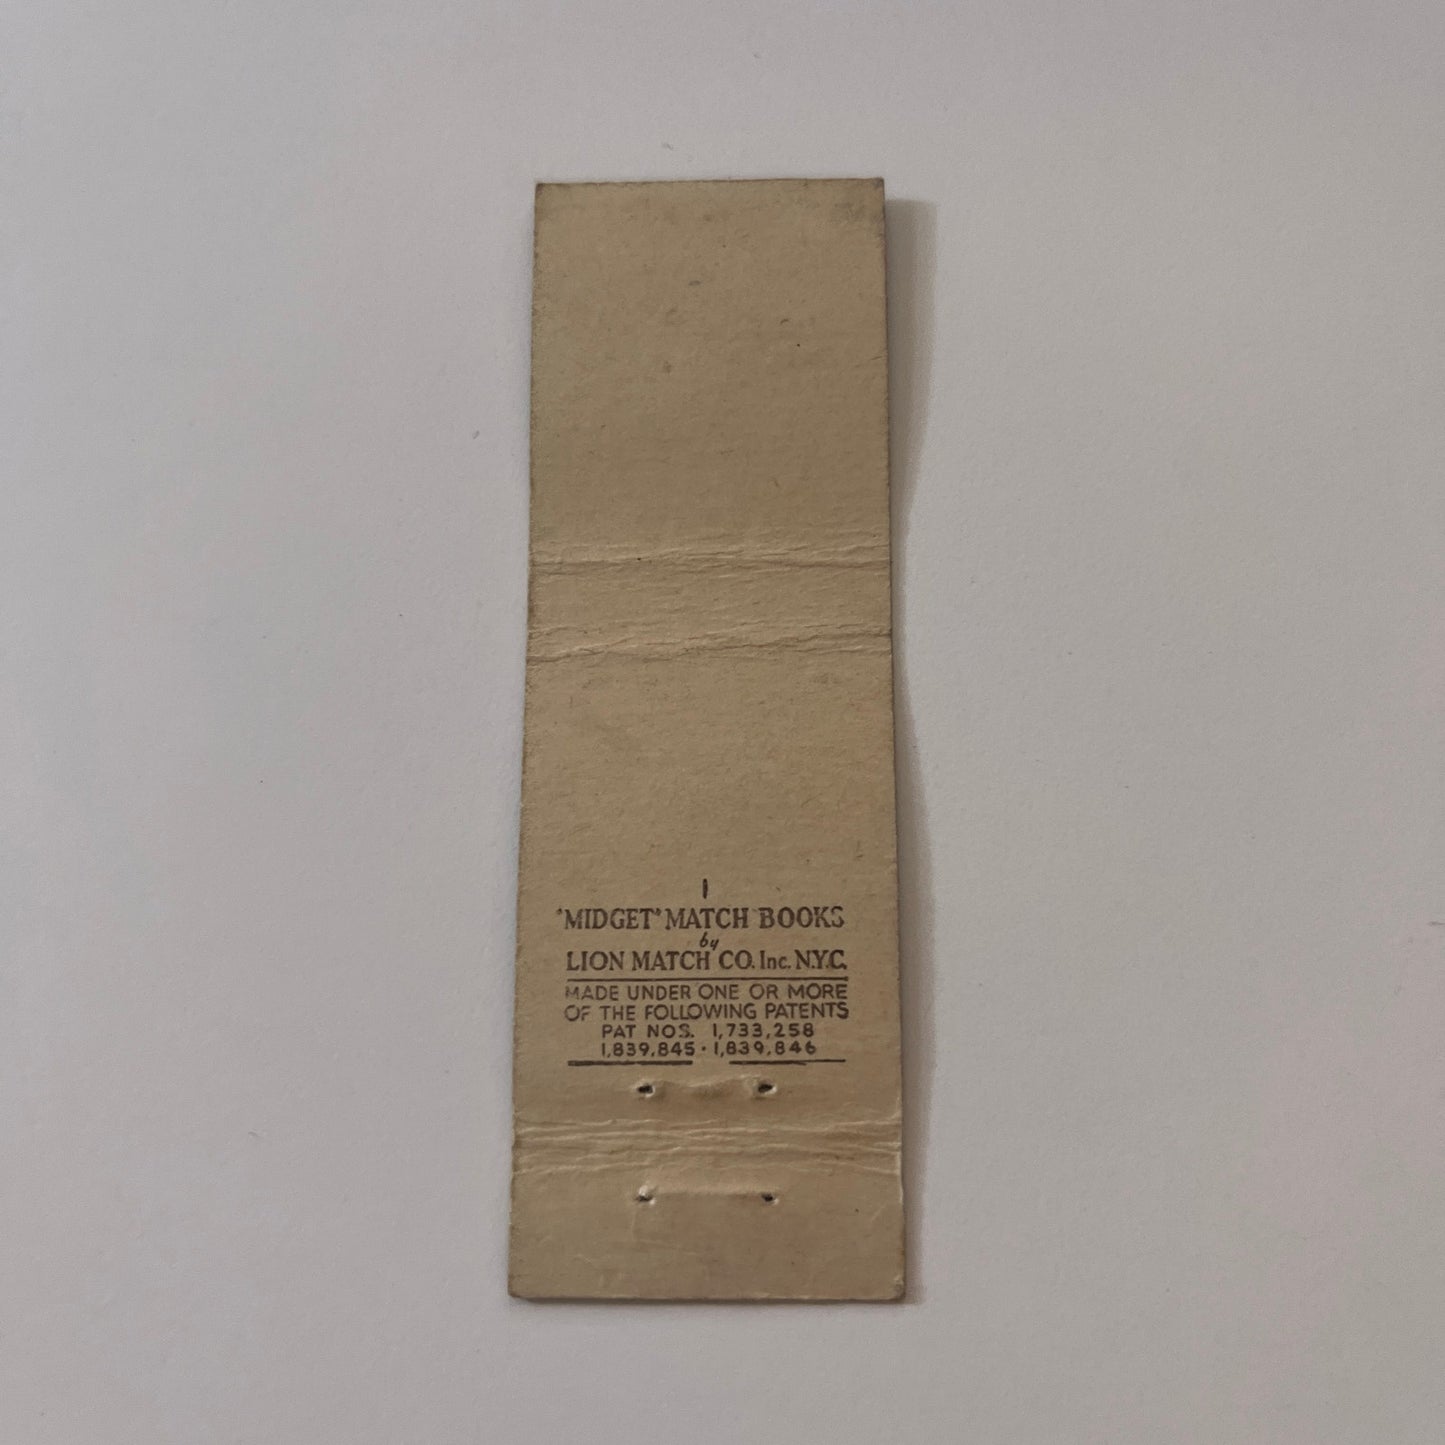 'MIDGET' MATCH BOOKS
by
LION MATCH CO. Inc. N.Y.C.
MADE UNDER ONE OR MORE
OF THE FOLLOWING PATENTS
PAT NOS. 1,733,258
1,839,845 · 1,839,846